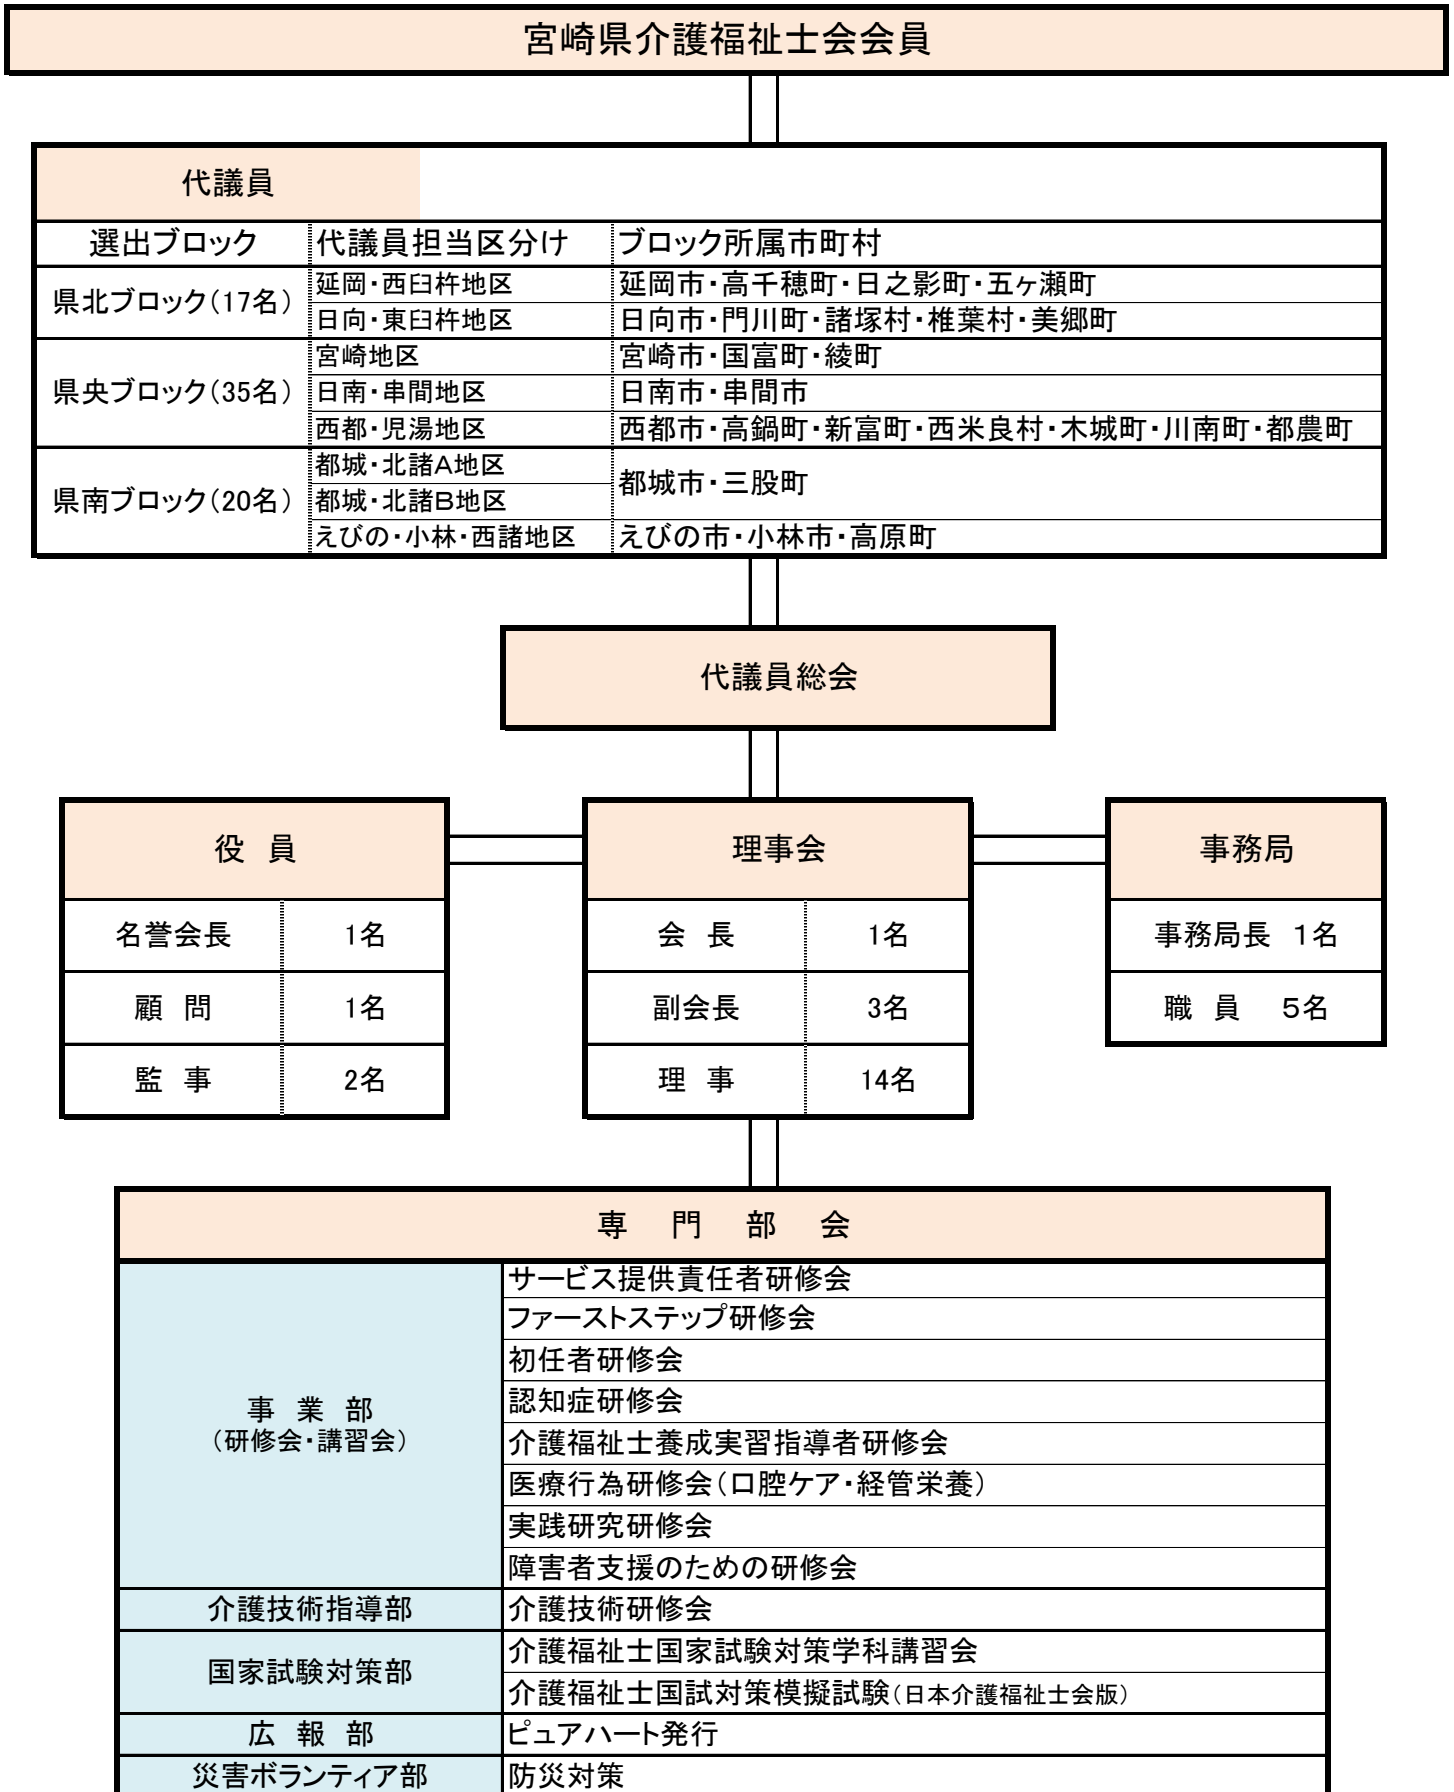 宮崎県介護福祉士会会員
代議員
選出ブロック 代議員担当区分け ブロック所属市町村
県北ブロック(17名) 延岡・西臼杵地区 延岡市・高千穂町・日之影町・五ヶ瀬町
日向・東臼杵地区 日向市・門川町・諸塚村・椎葉村・美郷町
県央ブロック(35名) 宮崎地区 宮崎市・国富町・綾町
日南・串間地区 日南市・串間市
西都・児湯地区 西都市・高鍋町・新富町・西米良村・木城町・川南町・都農町
県南ブロック(20名) 都城・北諸A地区 都城市・三股町
都城・北諸B地区
えびの・小林・西諸地区 えびの市・小林市・高原町
代議員総会
役 員
名誉会長 1名
顧 問 1名
監 事 2名
理事会
会 長 1名
副会長 3名
理 事 14名
事務局
事務局長 1名
職 員 5名
専 門 部 会
事 業 部
(研修会・講習会)
サービス提供責任者研修会
ファーストステップ研修会
初任者研修会
認知症研修会
介護福祉士養成実習指導者研修会
医療行為研修会(口腔ケア・経管栄養)
実践研究研修会
障害者支援のための研修会
介護技術指導部 介護技術研修会
国家試験対策部 介護福祉士国家試験対策学科講習会
介護福祉士国試対策模擬試験(日本介護福祉士会版)
広 報 部 ピュアハート発行
災害ボランティア部 防災対策